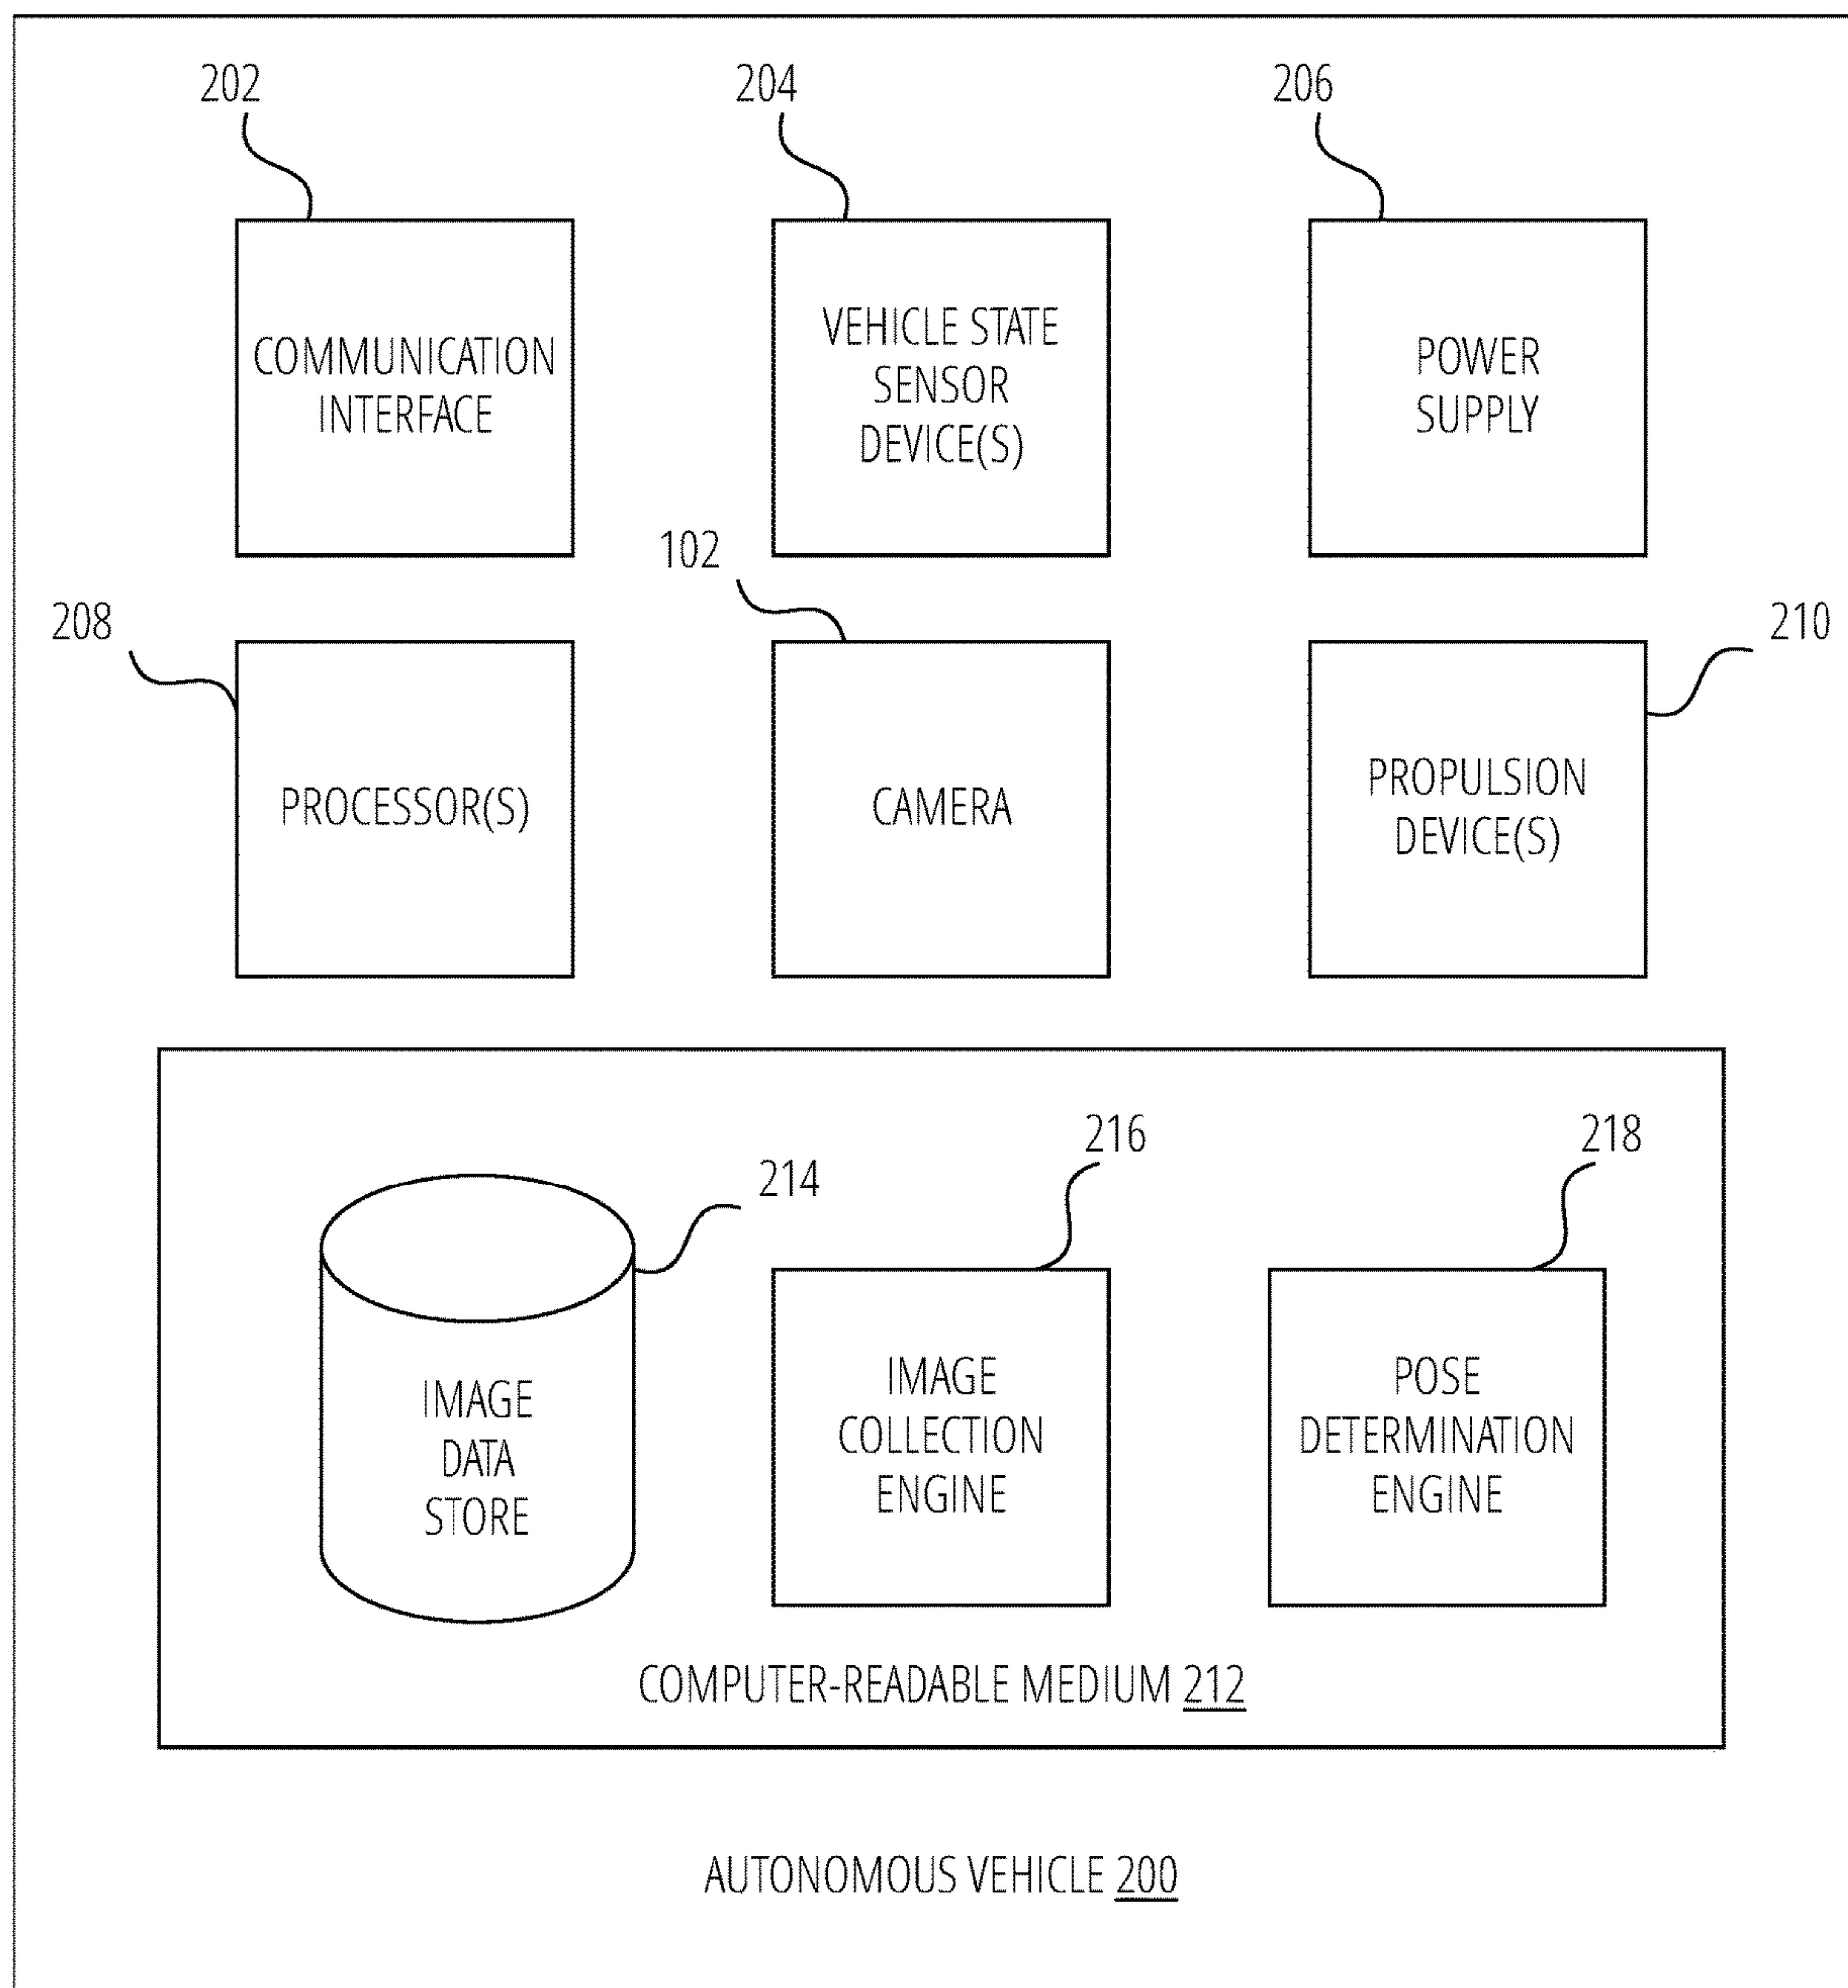 202
204
206
COMMUNICATION
INTERFACE
VEHICLE STATE
SENSOR
DEVICE(S)
POWER
SUPPLY
102
208
210
PROCESSOR(S)
CAMERA
PROPULSION
DEVICE(S)
214
216
218
IMAGE
DATA
STORE
IMAGE
COLLECTION
ENGINE
POSE
DETERMINATION
ENGINE
COMPUTER-READABLE MEDIUM 212
AUTONOMOUS VEHICLE 200